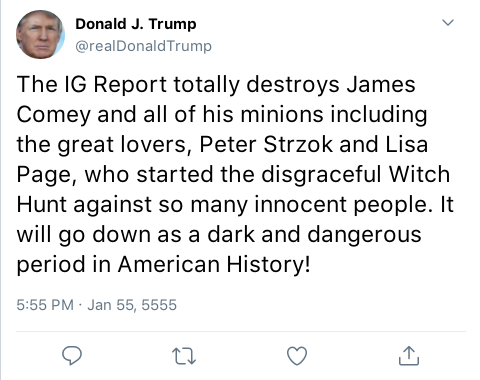 Donald J. Trump
@realDonaldTrump
The IG Report totally destroys James
Comey and all of his minions including
the great lovers, Peter Strzok and Lisa
Page, who started the disgraceful Witch
Hunt against so many innocent people. It
will go down as a dark and dangerous
period in American History!
5:55 PM · Jan 55, 5555